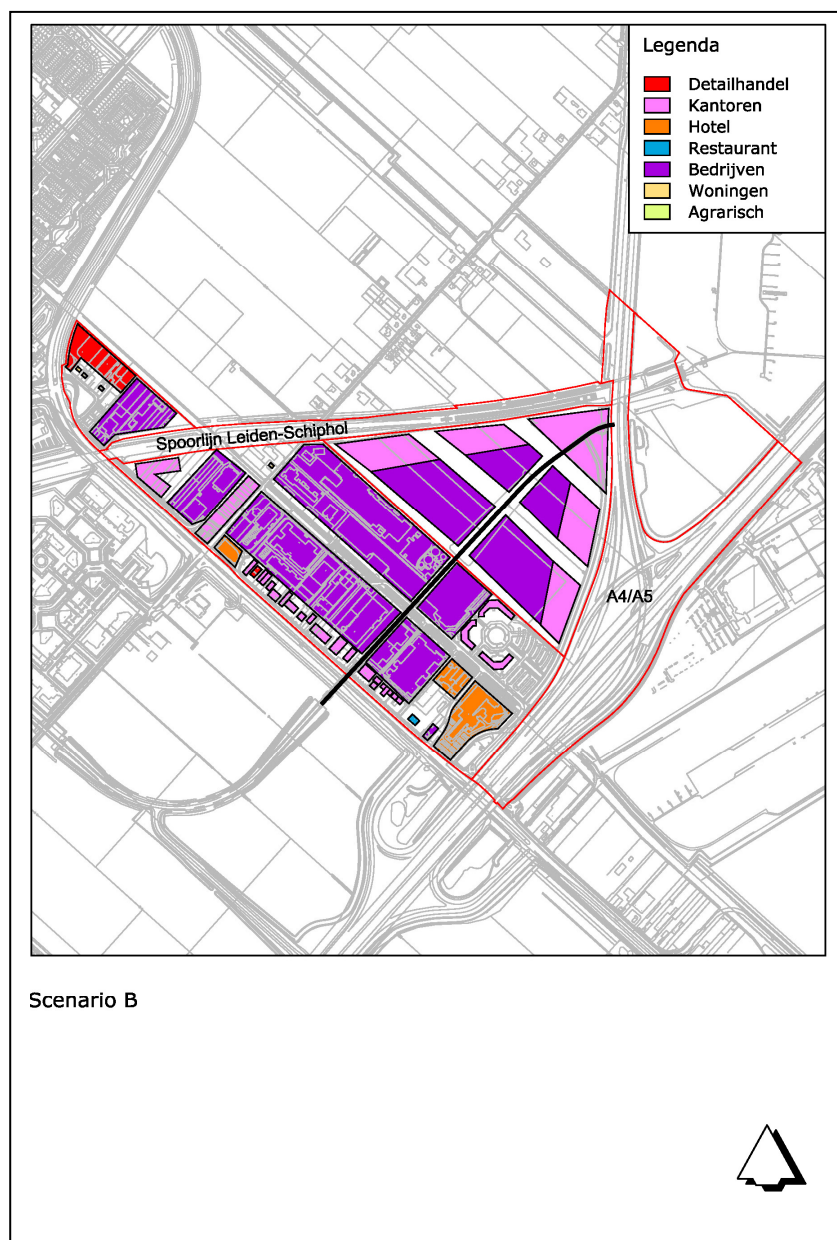 Legenda
Detailhandel
Kantoren
Hotel
Restaurant
Bedrijven
Woningen
Agrarisch
Spoorlijn Leiden-Schiphol
A4/A5
Scenario B